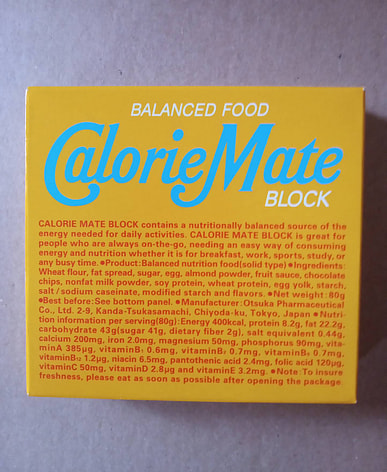 BALANCED FOOD
CalorieMate
BLOCK
CALORIE MATE BLOCK contains a nutritionally balanced source of the
energy needed for daily activities. CALORIE MATE BLOCK is great for
people who are always on-the-go, needing an easy way of consuming
energy and nutrition whether it is for breakfast, work, sports, study, or
any busy time. ●Product:Balanced nutrition food(solid type) ●Ingredients:
Wheat flour, fat spread, sugar, egg, almond powder, fruit sauce, chocolate
chips, nonfat milk powder, soy protein, wheat protein, egg yolk, starch,
salt / sodium caseinate, modified starch and flavors. ●Net weight:80g
●Best before:See bottom panel. ●Manufacturer:Otsuka Pharmaceutical
Co., Ltd. 2-9, Kanda-Tsukasamachi, Chiyoda-ku, Tokyo, Japan ●Nutri-
tion information per serving(80g):Energy 400kcal, protein 8.2g, fat 22.2g,
carbohydrate 43g(sugar 41g, dietary fiber 2g), salt equivalent 0.44g,
calcium 200mg, iron 2.0mg, magnesium 50mg, phosphorus 90mg, vita-
minA 385μg, vitaminB₁ 0.6mg, vitaminB₂ 0.7mg, vitaminB₆ 0.7mg,
vitaminB₁₂ 1.2μg, niacin 6.5mg, pantothenic acid 2.4mg, folic acid 120μg,
vitaminC 50mg, vitaminD 2.8μg and vitaminE 3.2mg. ●Note:To insure
freshness, please eat as soon as possible after opening the package